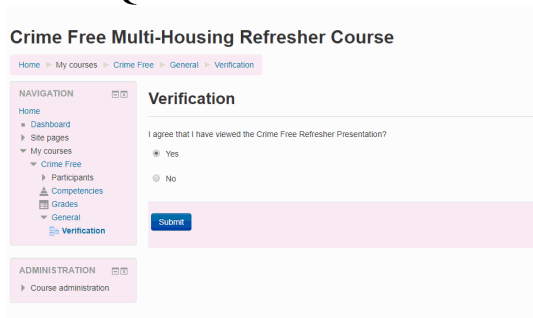 Crime Free Multi-Housing Refresher Course
Home ► My courses ► Crime Free ► General ► Verification
NAVIGATION
Home
Dashboard
Site pages
My courses
Crime Free
Participants
Competencies
Grades
General
Verification
ADMINISTRATION
Course administration
Verification
I agree that I have viewed the Crime Free Refresher Presentation?
Yes
No
Submit